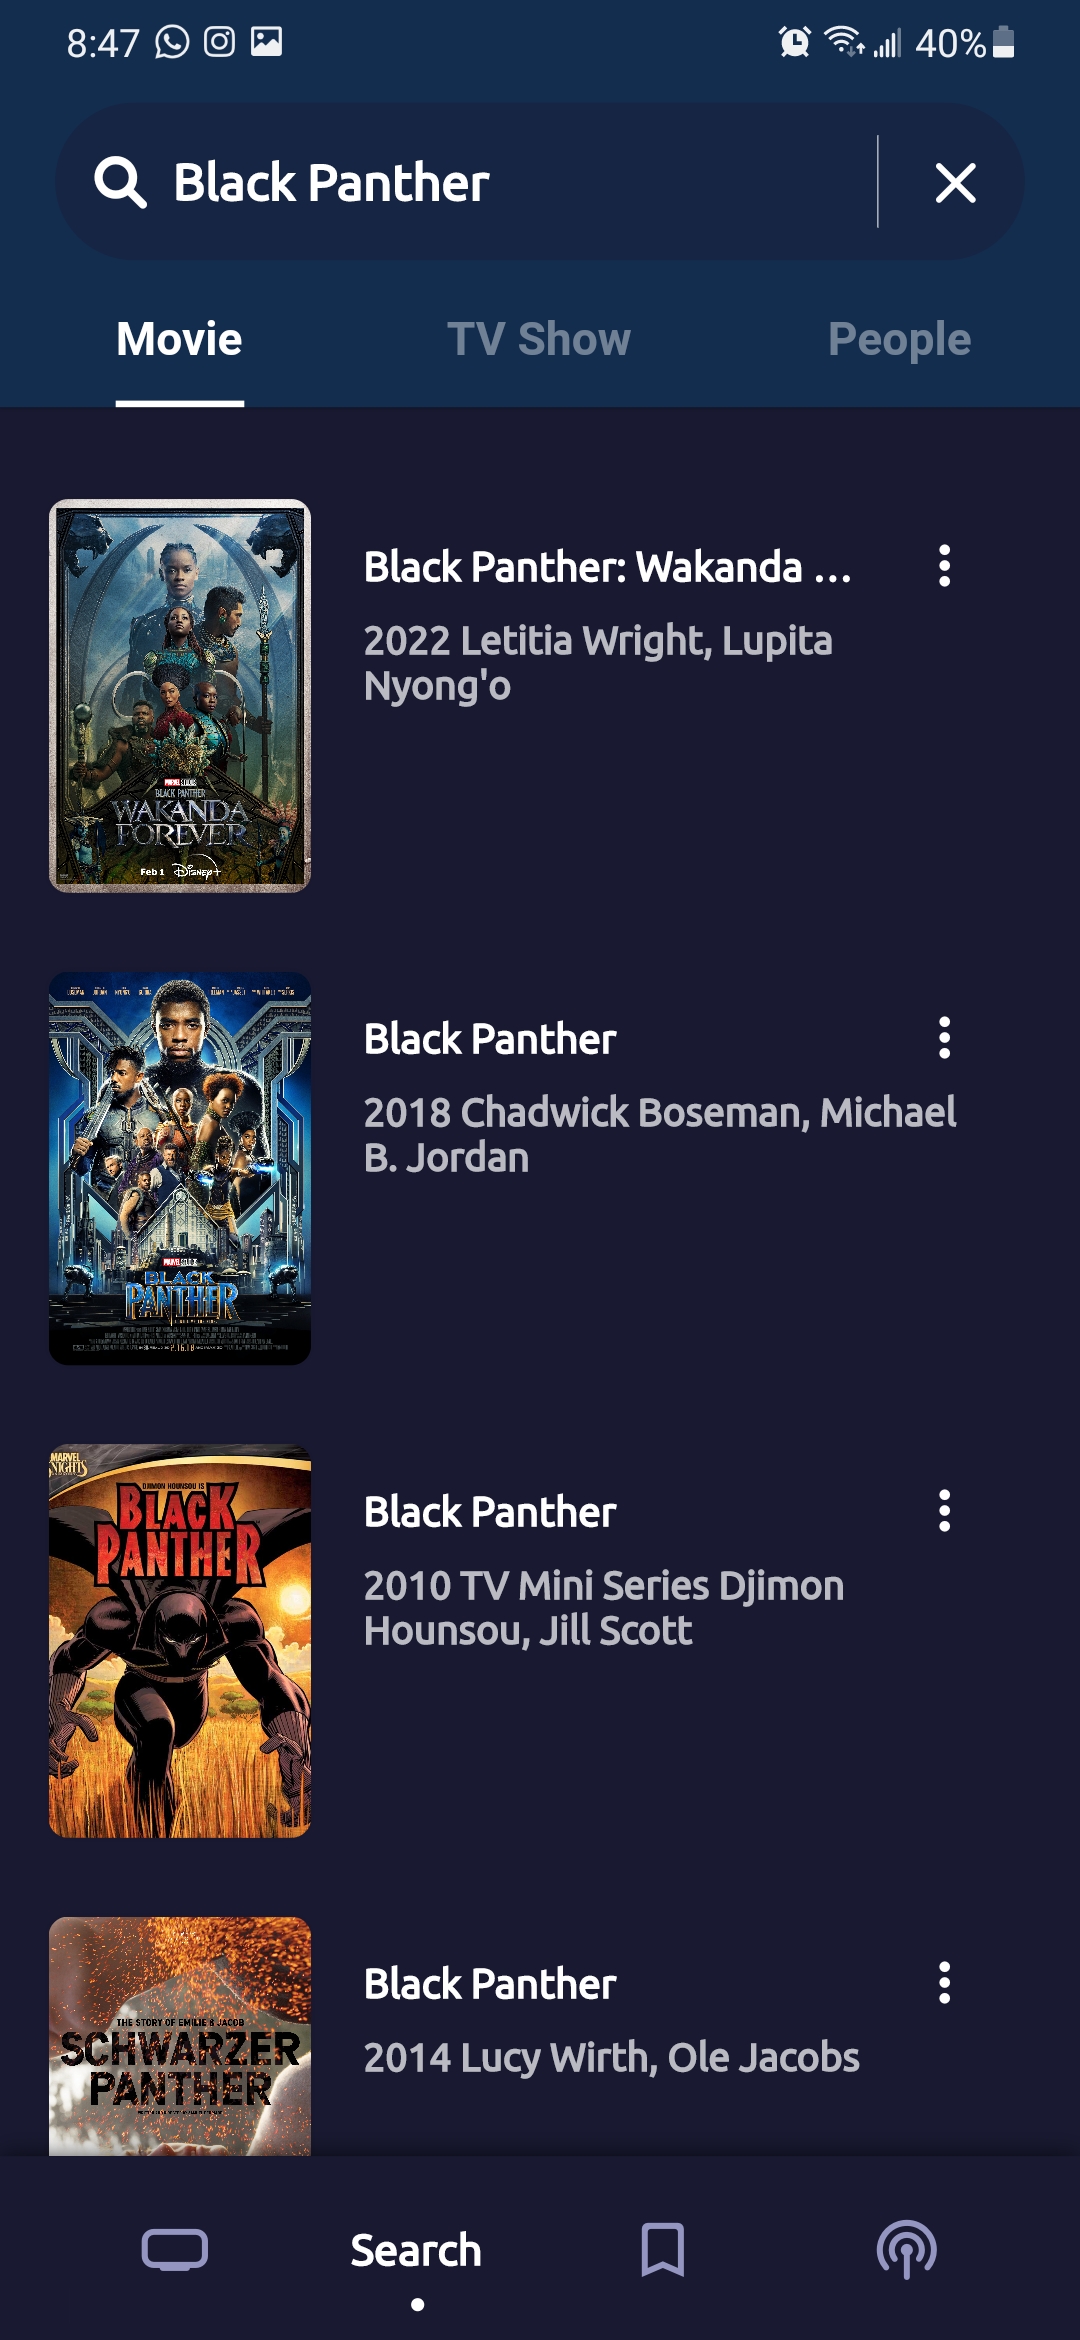 8:47
40%
Black Panther
Movie
TV Show
People
Black Panther: Wakanda ...
2022 Letitia Wright, Lupita
Nyong'o
MARVEL STUDIOS
BLACK PANTHER
WAKANDA
FOREVER
Feb 1 Disney+
Black Panther
2018 Chadwick Boseman, Michael
B. Jordan
MARVEL STUDIOS
BLACK
PANTHER
2.16.18
Black Panther
2010 TV Mini Series Djimon
Hounsou, Jill Scott
MARVEL
KNIGHTS
DJIMON HOUNSOU IS
BLACK
PANTHER
Black Panther
2014 Lucy Wirth, Ole Jacobs
THE STORY OF EMILIE & JACOB
SCHWARZER
PANTHER
Search